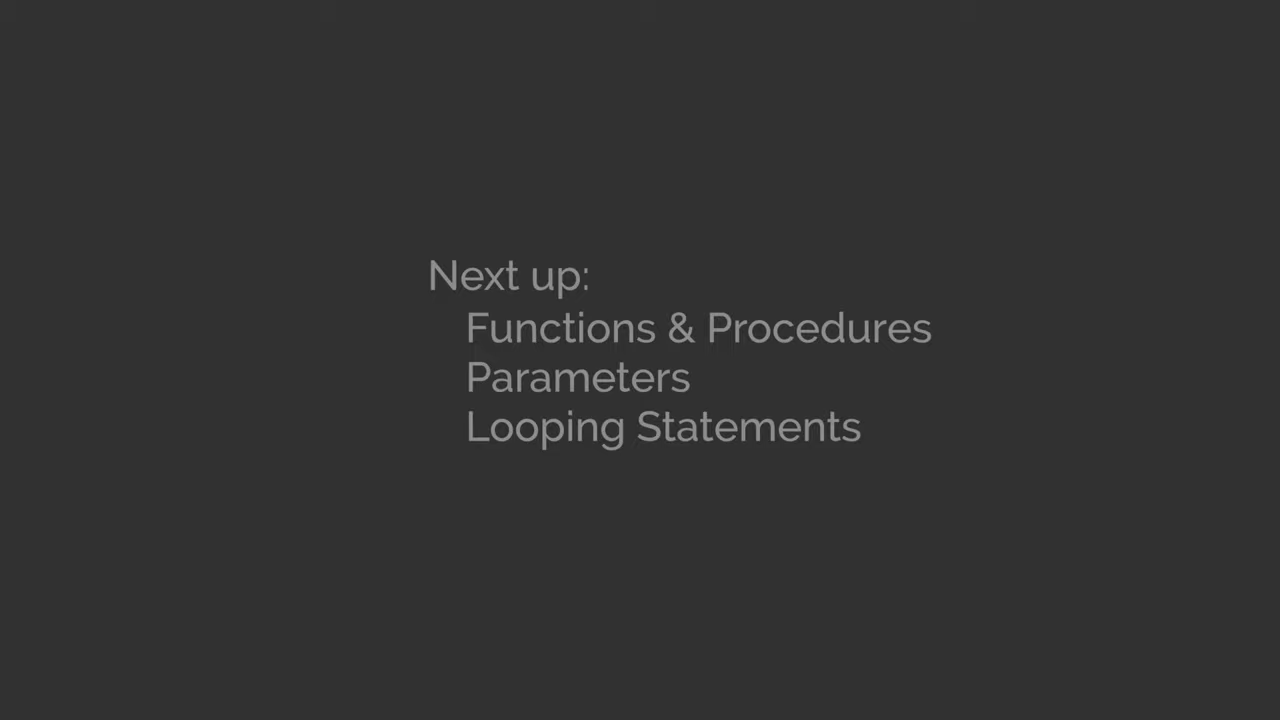 Next up:
Functions & Procedures
Parameters
Looping Statements